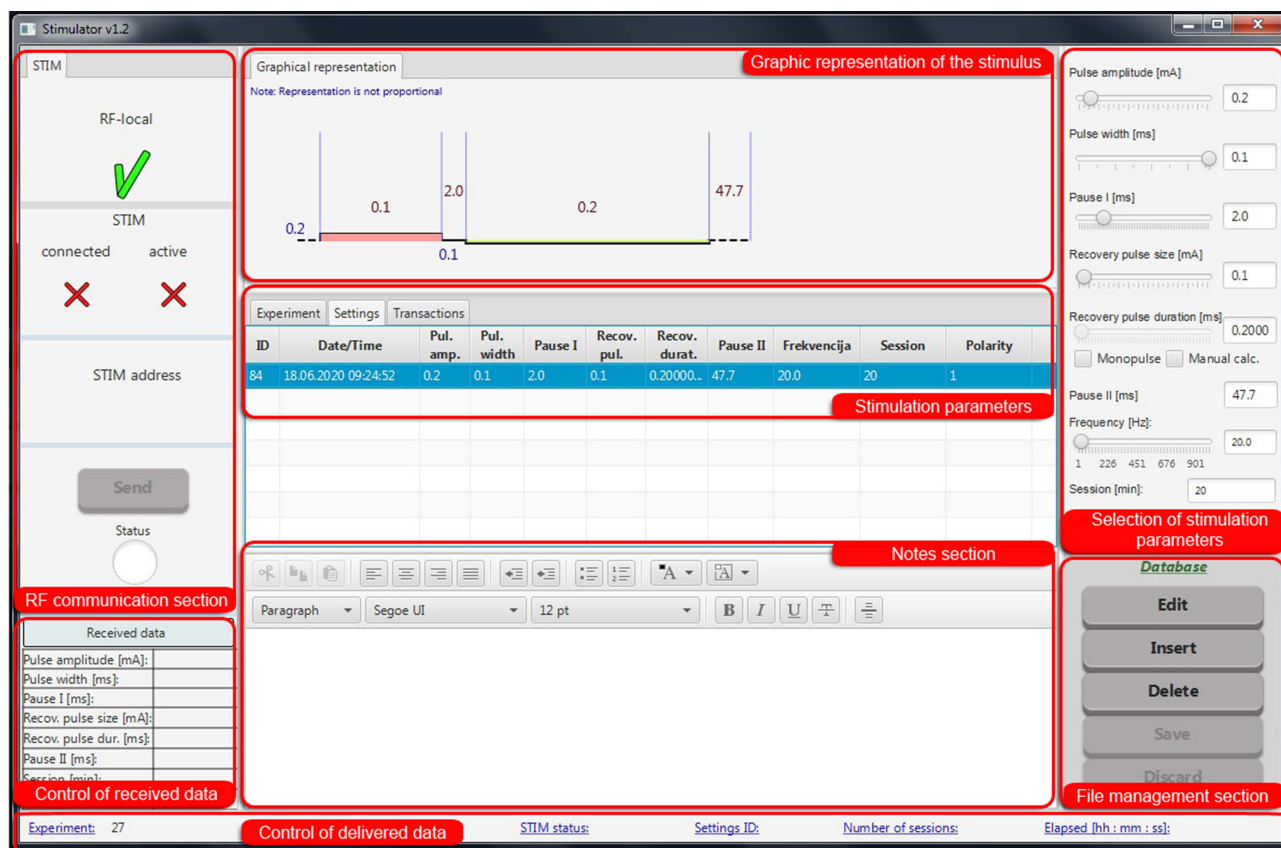 Stimulator v1.2
STIM
RF-local
STIM
connected active
STIM address
Send
Status
RF communication section
Graphical representation
Graphic representation of the stimulus
Note: Representation is not proportional
0.2
0.1
2.0
0.1
0.2
47.7
Experiment Settings Transactions
ID Date/Time Pul. amp. Pul. width Pause I Recov. pul. Recov. durat. Pause II Frekvencija Session Polarity
84 18.06.2020 09:24:52 0.2 0.1 2.0 0.1 0.20000... 47.7 20.0 20 1
Stimulation parameters
Notes section
Paragraph Segoe UI 12 pt B I U T
Pulse amplitude [mA]
0.2
Pulse width [ms]
0.1
Pause I [ms]
2.0
Recovery pulse size [mA]
0.1
Recovery pulse duration [ms]
0.2000
Monopulse Manual calc.
Pause II [ms] 47.7
Frequency [Hz]:
20.0
1 226 451 676 901
Session [min]: 20
Selection of stimulation
parameters
Database
Edit
Insert
Delete
Save
Discard
File management section
Received data
Pulse amplitude [mA]:
Pulse width [ms]:
Pause I [ms]:
Recov. pulse size [mA]:
Recov. pulse dur. [ms]:
Pause II [ms]:
Session [min]:
Control of received data
Experiment: 27 Control of delivered data STIM status: Settings ID: Number of sessions: Elapsed [hh : mm : ss]: